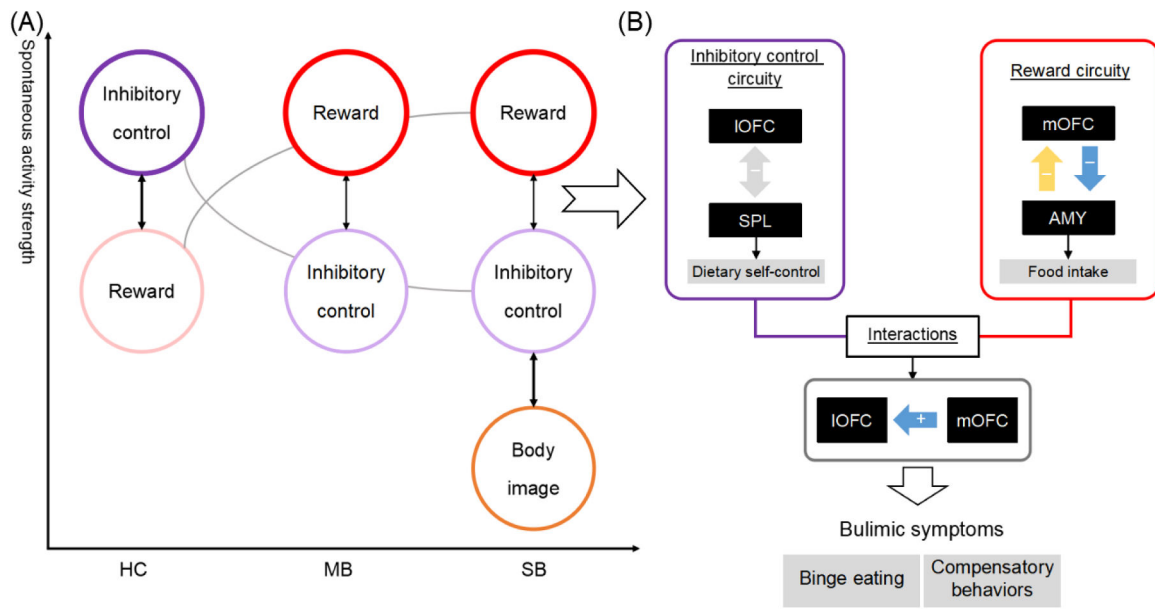 (A)
Spontaneous activity strength
Inhibitory
control
Reward
Reward
Inhibitory
control
Reward
Inhibitory
control
Body
image
HC
MB
SB
(B)
Inhibitory control
circuity
lOFC
–
SPL
Dietary self-control
Reward circuity
mOFC
– –
AMY
Food intake
Interactions
lOFC + mOFC
Bulimic symptoms
Binge eating
Compensatory
behaviors